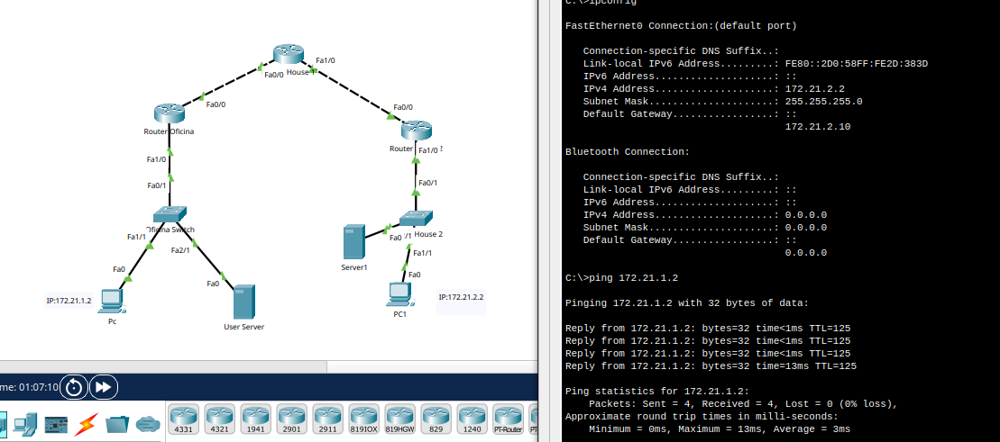 Fa1/0
Fa0/0
House
Fa0/0
Fa0/0
Router Oficina
Router
Fa1/0
2
Fa1/0
Fa0/1
Fa0/1
Oficina Switch
House 2
Fa1/1
Fa0
/1
Fa2/1
Fa1/1
Server1
Fa0
Fa0
Fa0
IP:172.21.1.2
IP:172.21.2.2
Pc
PC1
User Server
me: 01:07:10
4331
4321
1941
2901
2911
819IOX
819HGW
829
1240
PT-Router
PT-
C:\>ipconfig
FastEthernet0 Connection:(default port)
Connection-specific DNS Suffix..:
Link-local IPv6 Address.........: FE80::2D0:58FF:FE2D:383D
IPv6 Address....................: ::
IPv4 Address....................: 172.21.2.2
Subnet Mask.....................: 255.255.255.0
Default Gateway.................: ::
172.21.2.10
Bluetooth Connection:
Connection-specific DNS Suffix..:
Link-local IPv6 Address.........: ::
IPv6 Address....................: ::
IPv4 Address....................: 0.0.0.0
Subnet Mask.....................: 0.0.0.0
Default Gateway.................: ::
0.0.0.0
C:\>ping 172.21.1.2
Pinging 172.21.1.2 with 32 bytes of data:
Reply from 172.21.1.2: bytes=32 time<1ms TTL=125
Reply from 172.21.1.2: bytes=32 time<1ms TTL=125
Reply from 172.21.1.2: bytes=32 time<1ms TTL=125
Reply from 172.21.1.2: bytes=32 time=13ms TTL=125
Ping statistics for 172.21.1.2:
Packets: Sent = 4, Received = 4, Lost = 0 (0% loss),
Approximate round trip times in milli-seconds:
Minimum = 0ms, Maximum = 13ms, Average = 3ms